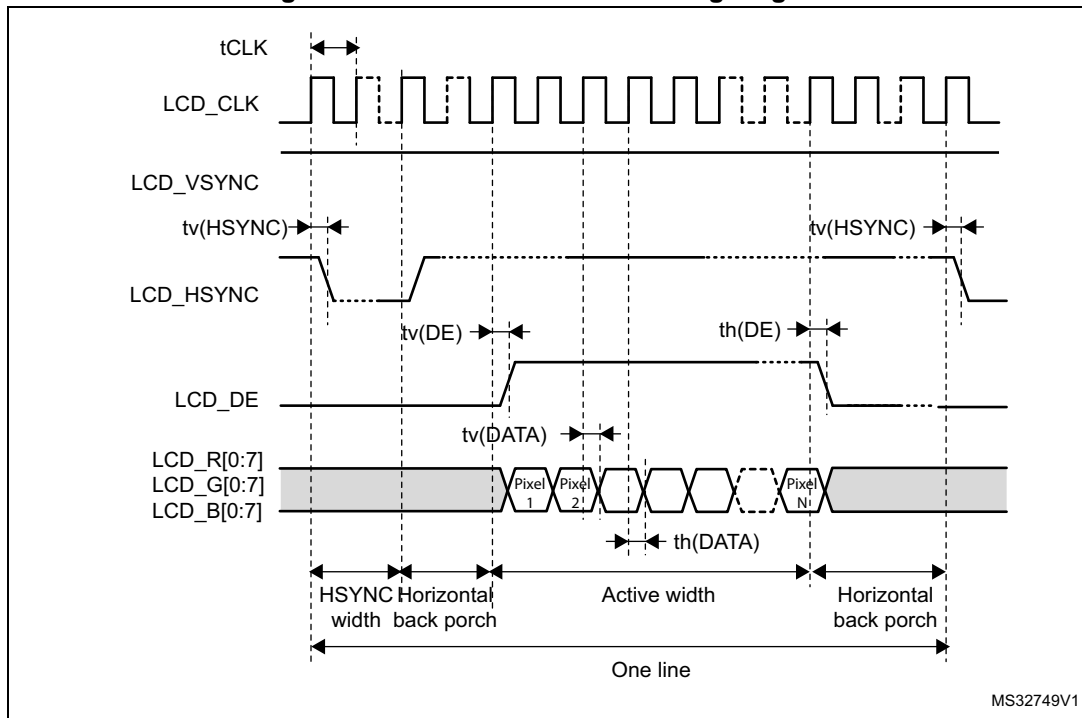 tCLK
LCD_CLK
LCD_VSYNC
tv(HSYNC)
tv(HSYNC)
LCD_HSYNC
tv(DE)
th(DE)
LCD_DE
tv(DATA)
LCD_R[0:7]
LCD_G[0:7]
LCD_B[0:7]
Pixel
1
Pixel
2
Pixel
N
th(DATA)
HSYNC
width
Horizontal
back porch
Active width
Horizontal
back porch
One line
MS32749V1